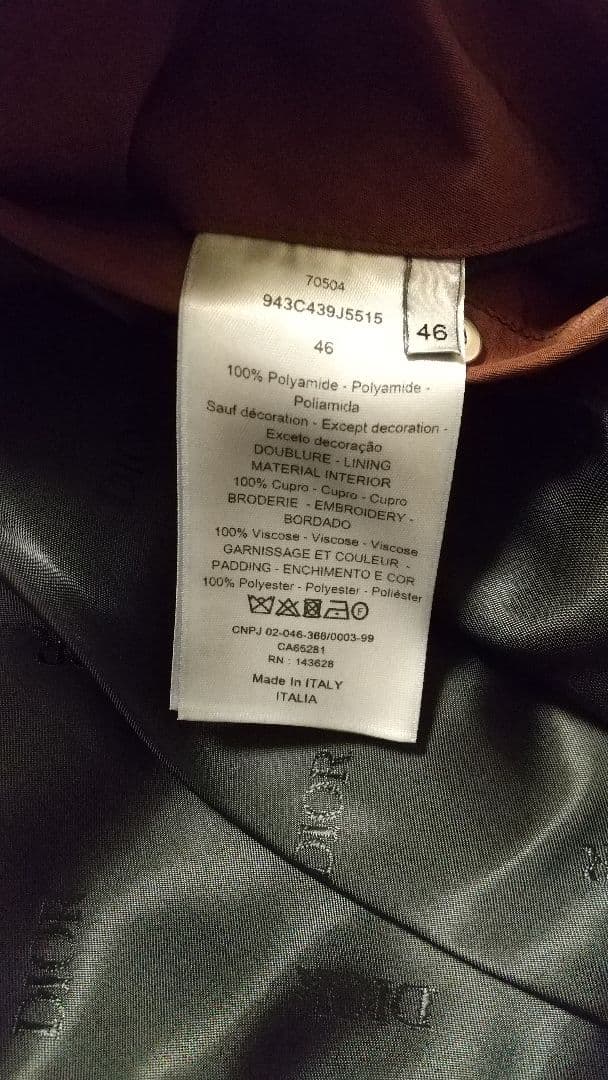 70504
943C439J5515
46
46
100% Polyamide - Polyamide -
Poliamida
Sauf décoration - Except decoration -
Exceto decoração
DOUBLURE - LINING
MATERIAL INTERIOR
100% Cupro - Cupro - Cupro
BRODERIE - EMBROIDERY -
BORDADO
100% Viscose - Viscose - Viscose
GARNISSAGE ET COULEUR -
PADDING - ENCHIMENTO E COR
100% Polyester - Polyester - Poliéster
F
CNPJ 02-046-366/0003-99
CA65281
RN : 143628
Made In ITALY
ITALIA
DIOR
DIOR
DIOR